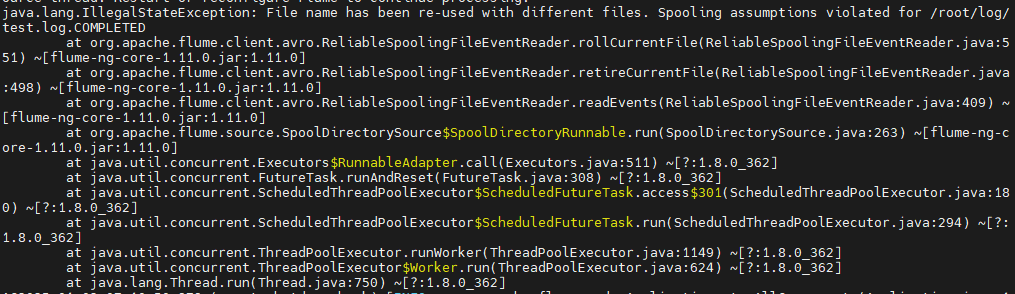 java.lang.IllegalStateException: File name has been re-used with different files. Spooling assumptions violated for /root/log/
test.log.COMPLETED
        at org.apache.flume.client.avro.ReliableSpoolingFileEventReader.rollCurrentFile(ReliableSpoolingFileEventReader.java:5
51) ~[flume-ng-core-1.11.0.jar:1.11.0]
        at org.apache.flume.client.avro.ReliableSpoolingFileEventReader.retireCurrentFile(ReliableSpoolingFileEventReader.java
:498) ~[flume-ng-core-1.11.0.jar:1.11.0]
        at org.apache.flume.client.avro.ReliableSpoolingFileEventReader.readEvents(ReliableSpoolingFileEventReader.java:409) ~
[flume-ng-core-1.11.0.jar:1.11.0]
        at org.apache.flume.source.SpoolDirectorySource$SpoolDirectoryRunnable.run(SpoolDirectorySource.java:263) ~[flume-ng-c
ore-1.11.0.jar:1.11.0]
        at java.util.concurrent.Executors$RunnableAdapter.call(Executors.java:511) ~[?:1.8.0_362]
        at java.util.concurrent.FutureTask.runAndReset(FutureTask.java:308) ~[?:1.8.0_362]
        at java.util.concurrent.ScheduledThreadPoolExecutor$ScheduledFutureTask.access$301(ScheduledThreadPoolExecutor.java:18
0) ~[?:1.8.0_362]
        at java.util.concurrent.ScheduledThreadPoolExecutor$ScheduledFutureTask.run(ScheduledThreadPoolExecutor.java:294) ~[?:
1.8.0_362]
        at java.util.concurrent.ThreadPoolExecutor.runWorker(ThreadPoolExecutor.java:1149) ~[?:1.8.0_362]
        at java.util.concurrent.ThreadPoolExecutor$Worker.run(ThreadPoolExecutor.java:624) ~[?:1.8.0_362]
        at java.lang.Thread.run(Thread.java:750) ~[?:1.8.0_362]